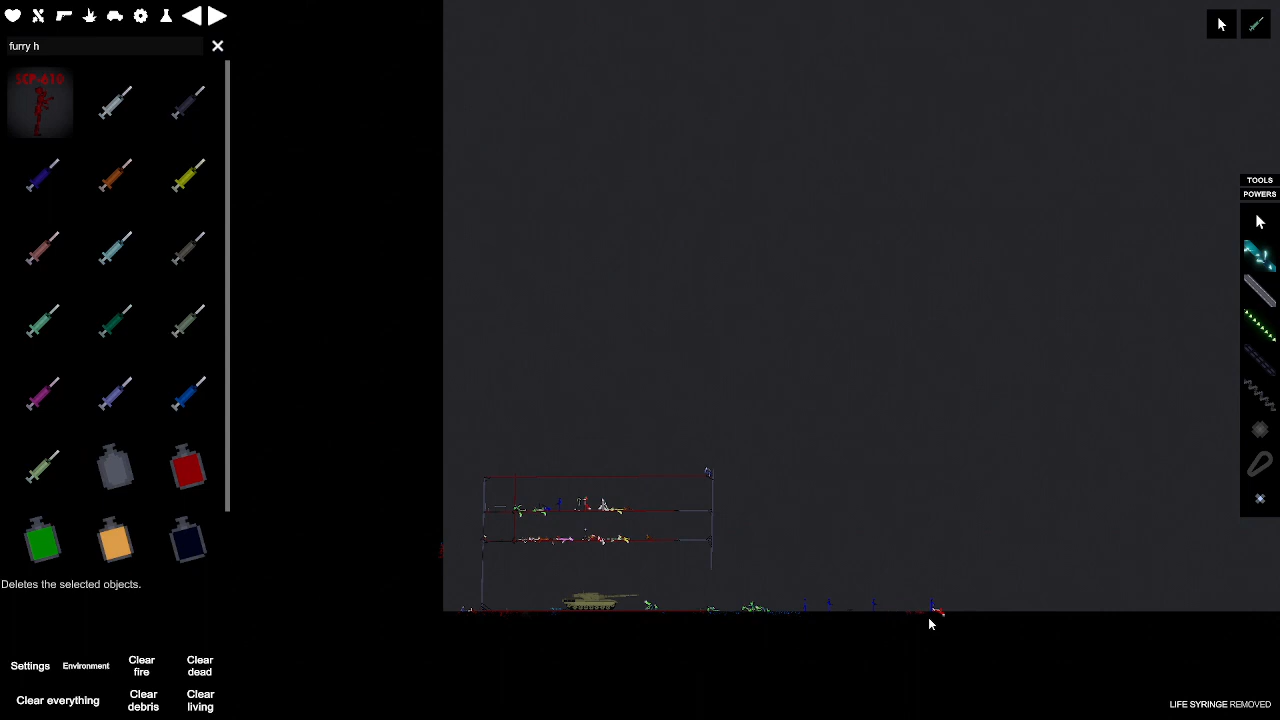 furry h
SCP-610
TOOLS
POWERS
Deletes the selected objects.
Settings
Environment
Clear
fire
Clear
dead
Clear everything
Clear
debris
Clear
living
LIFE SYRINGE REMOVED